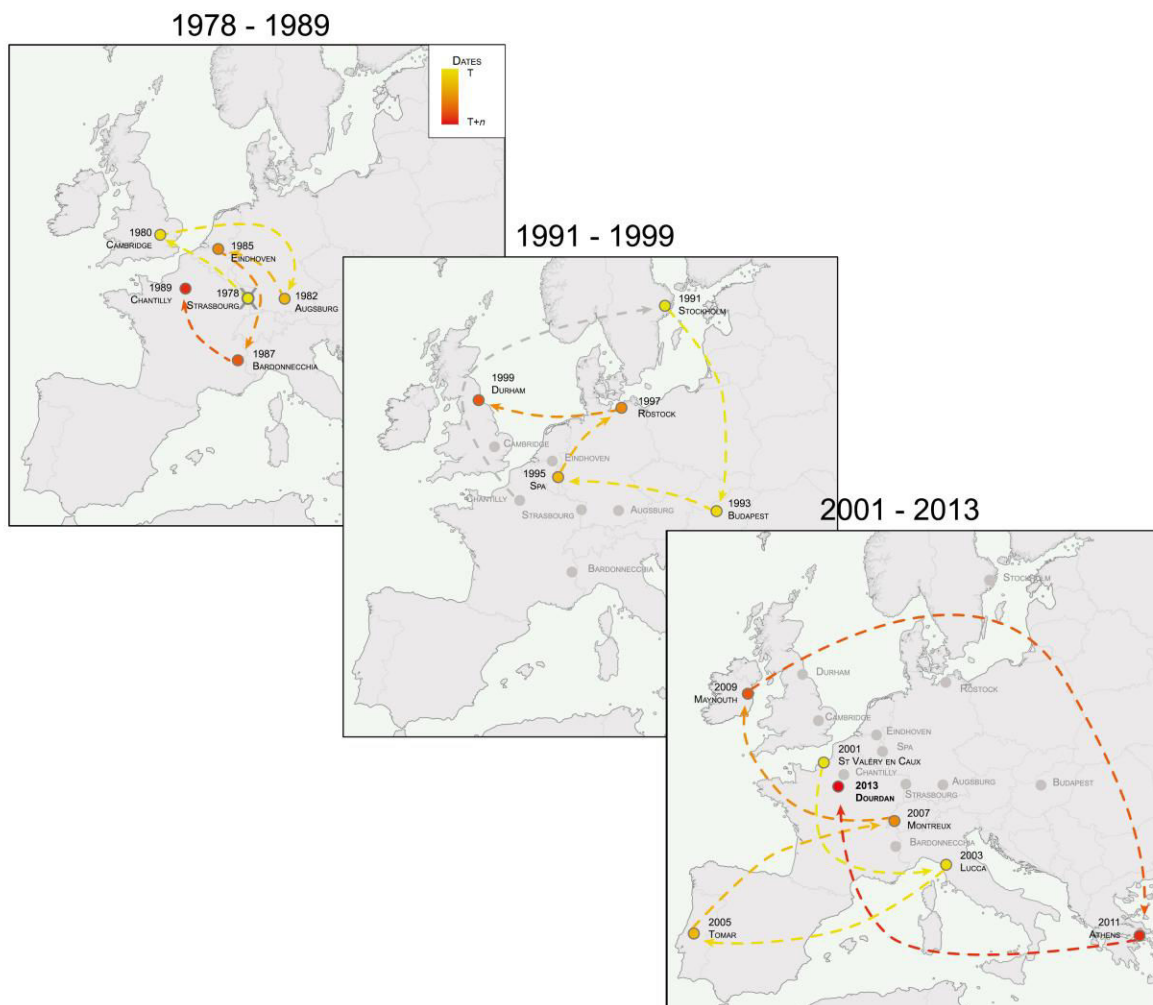 1978 - 1989
DATES
T
T+n
1980
CAMBRIDGE
1985
EINDHOVEN
1989
CHANTILLY
1978
STRASBOURG
1982
AUGSBURG
1987
BARDONNECCHIA
1991 - 1999
1991
STOCKHOLM
1999
DURHAM
1997
ROSTOCK
CAMBRIDGE
EINDHOVEN
1995
SPA
CHANTILLY
STRASBOURG
AUGSBURG
1993
BUDAPEST
BARDONNECCHIA
2001 - 2013
STOCKHOLM
DURHAM
ROSTOCK
2009
MAYNOUTH
CAMBRIDGE
EINDHOVEN
SPA
2001
ST VALÉRY EN CAUX
CHANTILLY
2013
DOURDAN
STRASBOURG
AUGSBURG
BUDAPEST
2007
MONTREUX
BARDONNECCHIA
2003
LUCCA
2005
TOMAR
2011
ATHENS